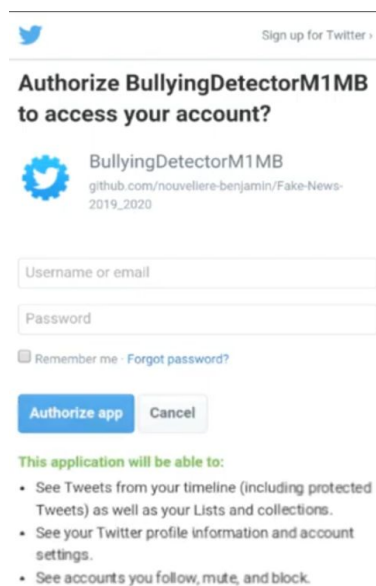 Sign up for Twitter ›
Authorize BullyingDetectorM1MB
to access your account?
BullyingDetectorM1MB
github.com/nouveliere-benjamin/Fake-News-
2019_2020
Username or email
Password
Remember me · Forgot password?
Authorize app
Cancel
This application will be able to:
• See Tweets from your timeline (including protected
Tweets) as well as your Lists and collections.
• See your Twitter profile information and account
settings.
• See accounts you follow, mute, and block.